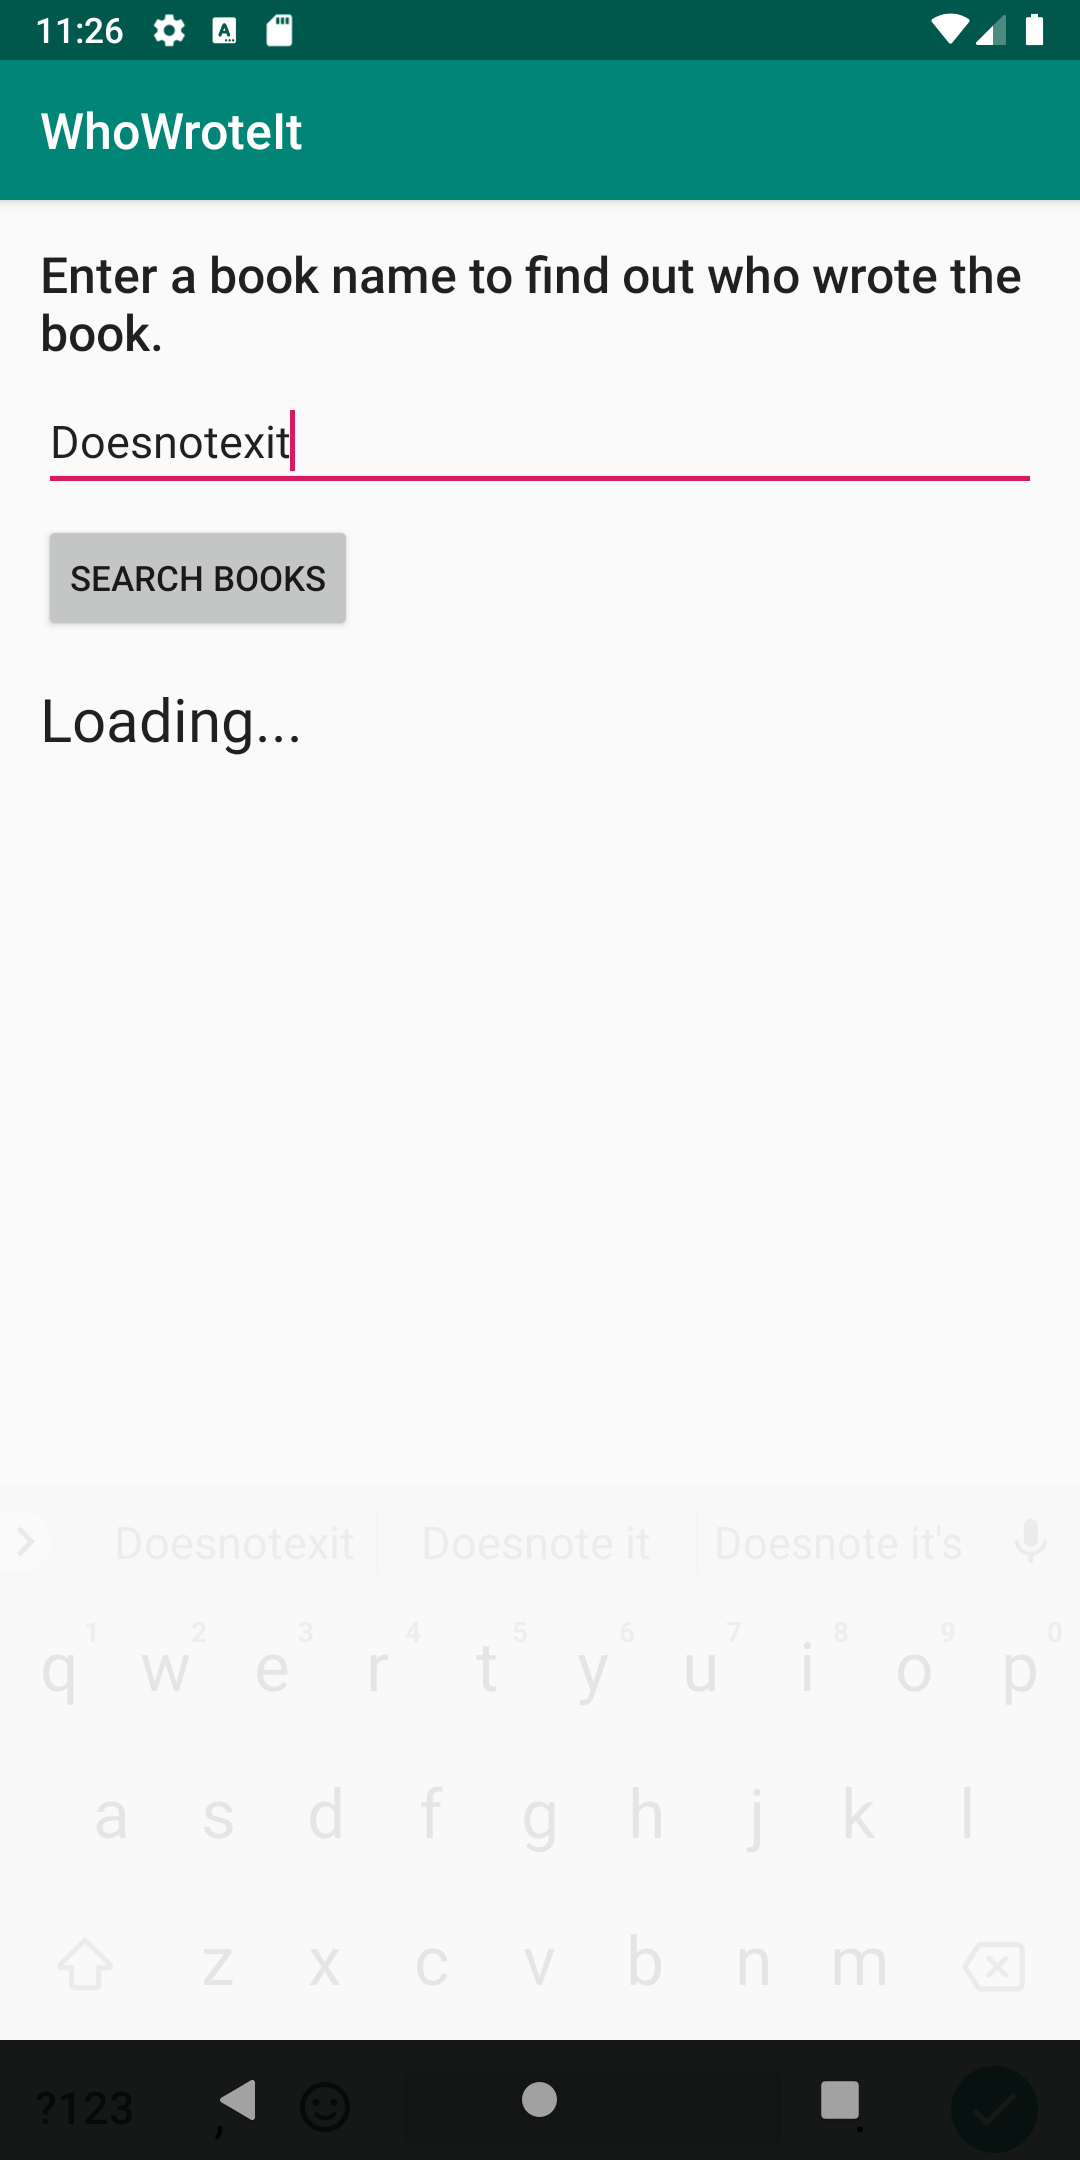 11:26
WhoWroteIt
Enter a book name to find out who wrote the
book.
Doesnotexit
SEARCH BOOKS
Loading...
Doesnotexit Doesnote it Doesnote it's
1 2 3 4 5 6 7 8 9 0
q w e r t y u i o p
a s d f g h j k l
z x c v b n m
?123 , .